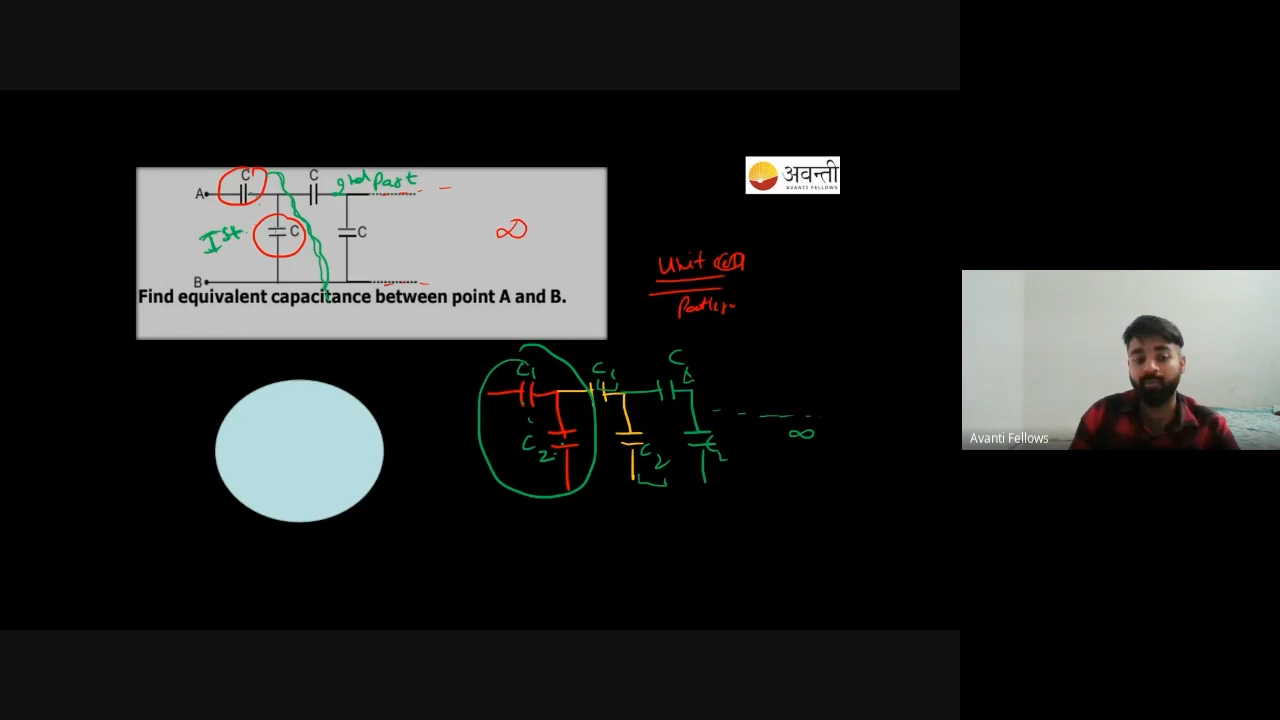 C
C
2nd Part
A
Ist
C
C
∞
B
Find equivalent capacitance between point A and B.
अवन्ती
AVANTI FELLOWS
Unit cell
C1
C1
C1
C2
C2
C2
∞
Avanti Fellows